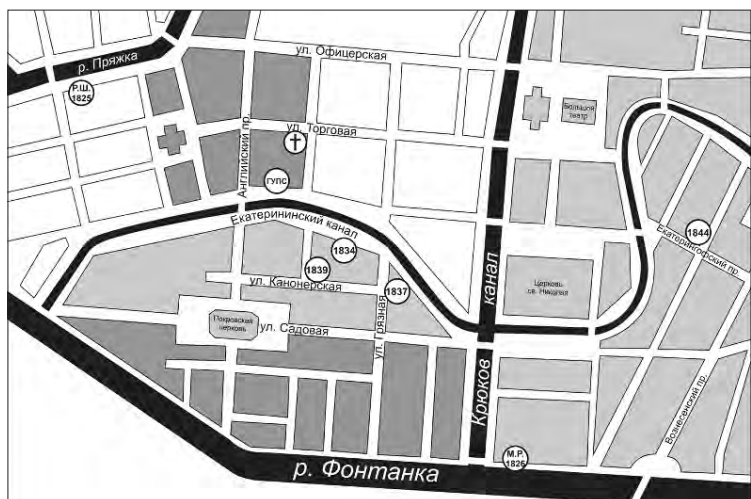 ул. Офицерская
р. Пряжка
Р.Ш.
1825
Большой
театр
ул. Торговая
Английский пр.
ГУПС
Екатерининский канал
1834
1844
Екатерингофский пр.
1839
ул. Канонерская
1837
Церковь
св. Николая
канал
Покровская
церковь
ул. Садовая
ул. Грязная
Крюков
Вознесенский пр.
М.Р.
1826
р. Фонтанка